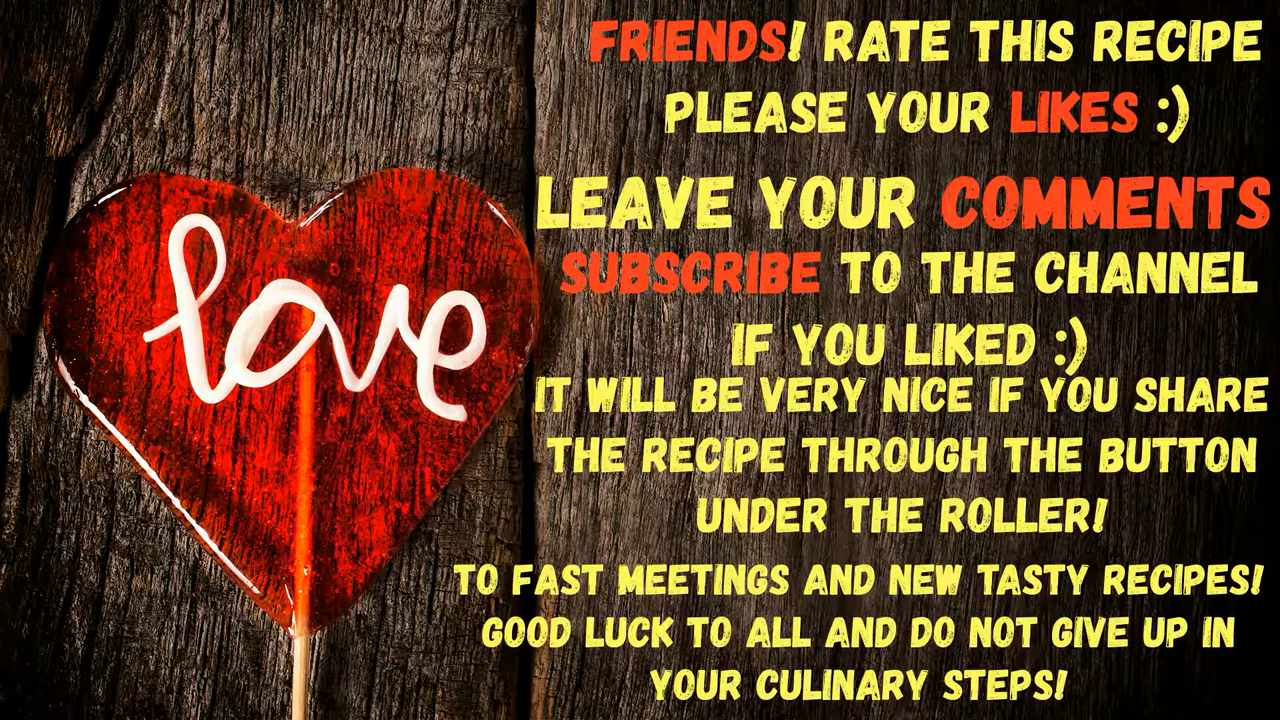 love
FRIENDS! RATE THIS RECIPE
PLEASE YOUR LIKES :)
LEAVE YOUR COMMENTS
SUBSCRIBE TO THE CHANNEL
IF YOU LIKED :)
IT WILL BE VERY NICE IF YOU SHARE
THE RECIPE THROUGH THE BUTTON
UNDER THE ROLLER!
TO FAST MEETINGS AND NEW TASTY RECIPES!
GOOD LUCK TO ALL AND DO NOT GIVE UP IN
YOUR CULINARY STEPS!